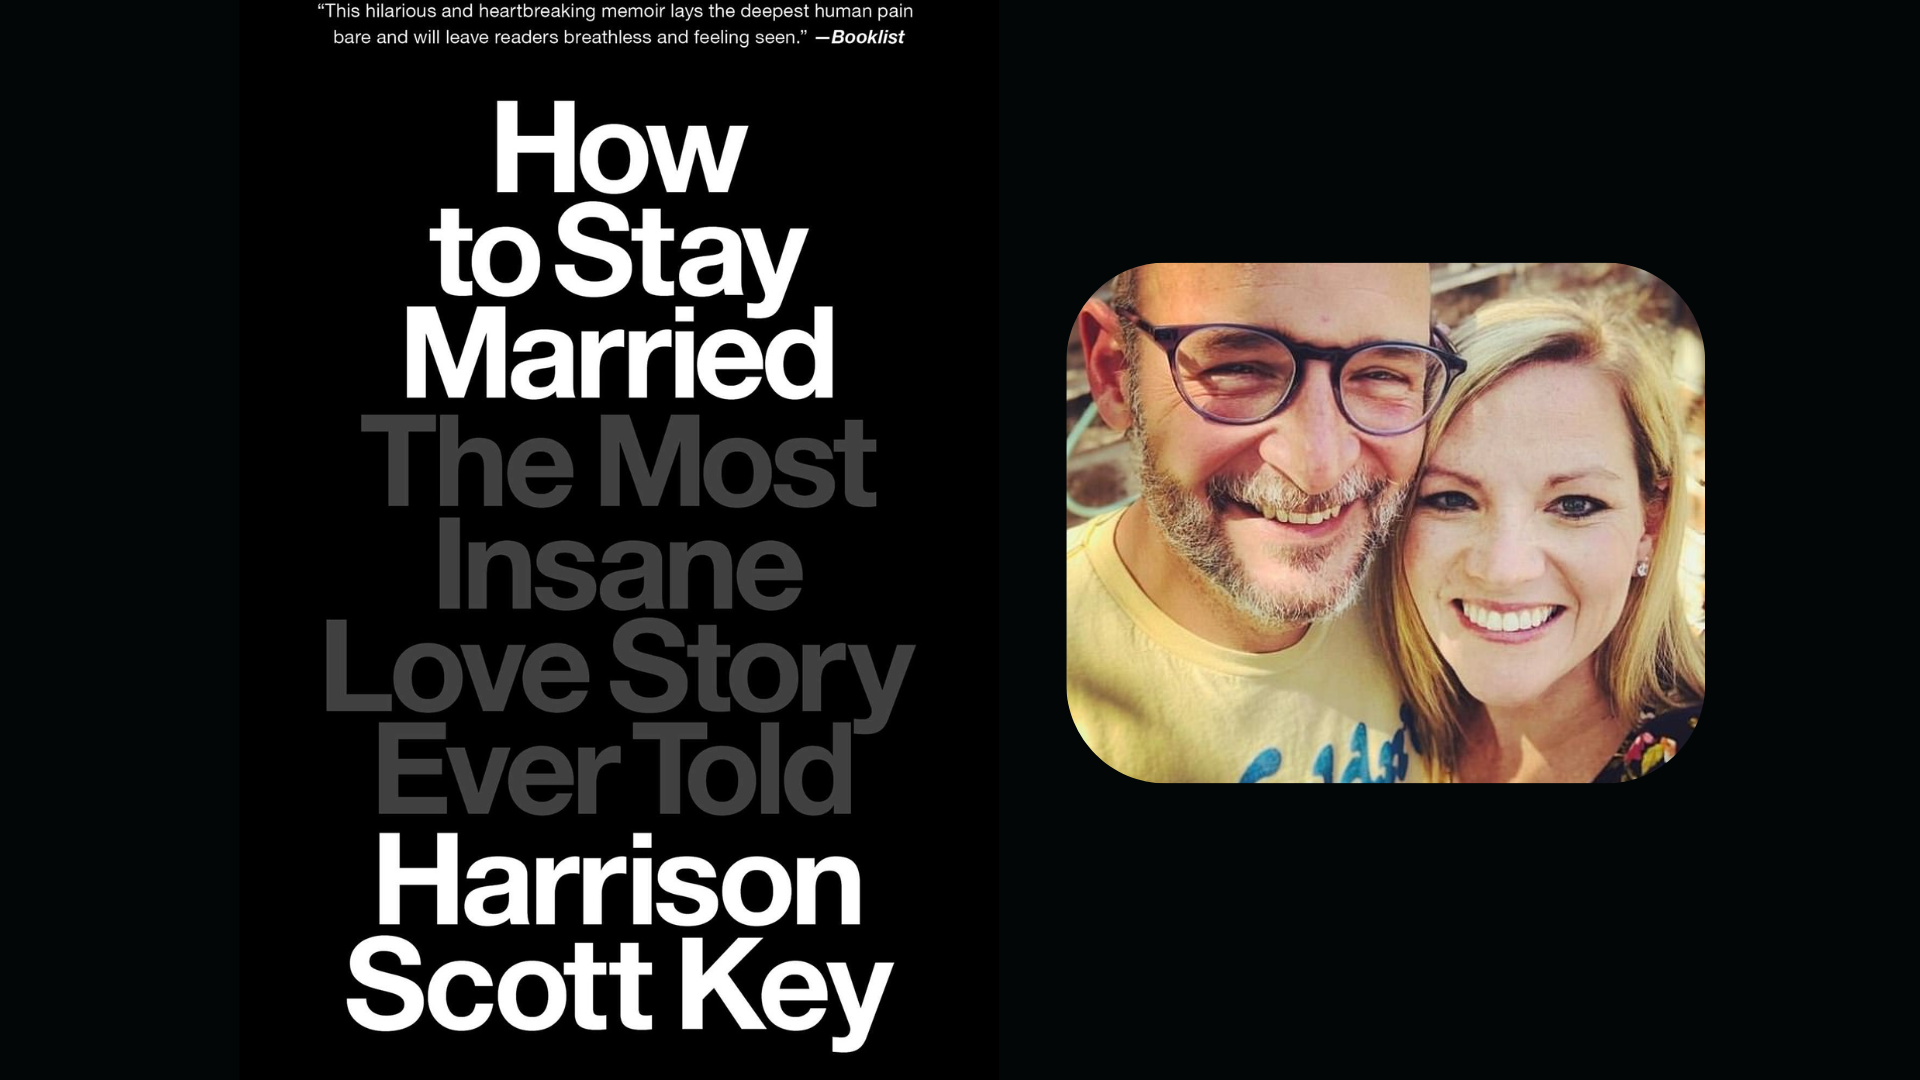 “This hilarious and heartbreaking memoir lays the deepest human pain
bare and will leave readers breathless and feeling seen.” —Booklist
How
to Stay
Married
The Most
Insane
Love Story
Ever Told
Harrison
Scott Key